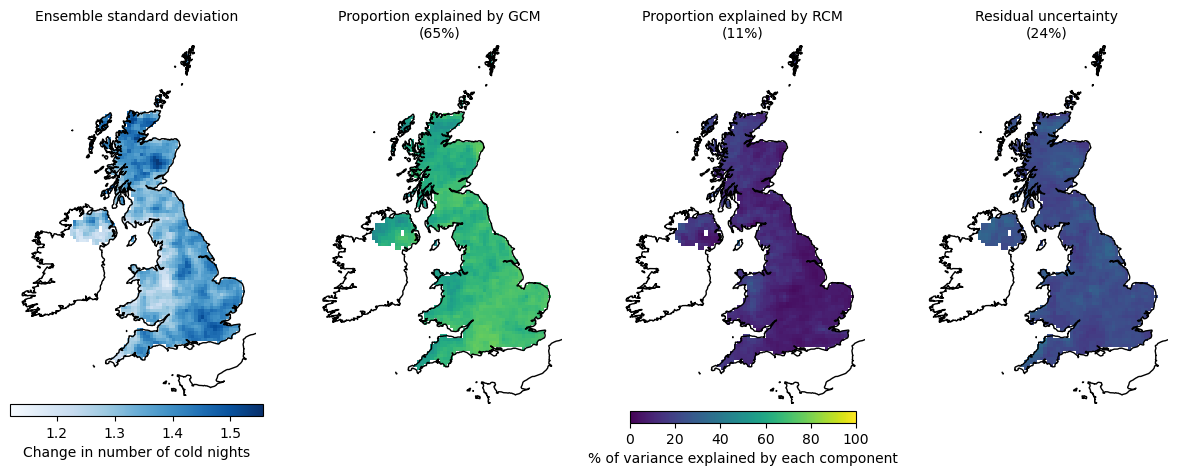 Ensemble standard deviation
Proportion explained by GCM
(65%)
Proportion explained by RCM
(11%)
Residual uncertainty
(24%)
1.2 1.3 1.4 1.5
Change in number of cold nights
0 20 40 60 80 100
% of variance explained by each component